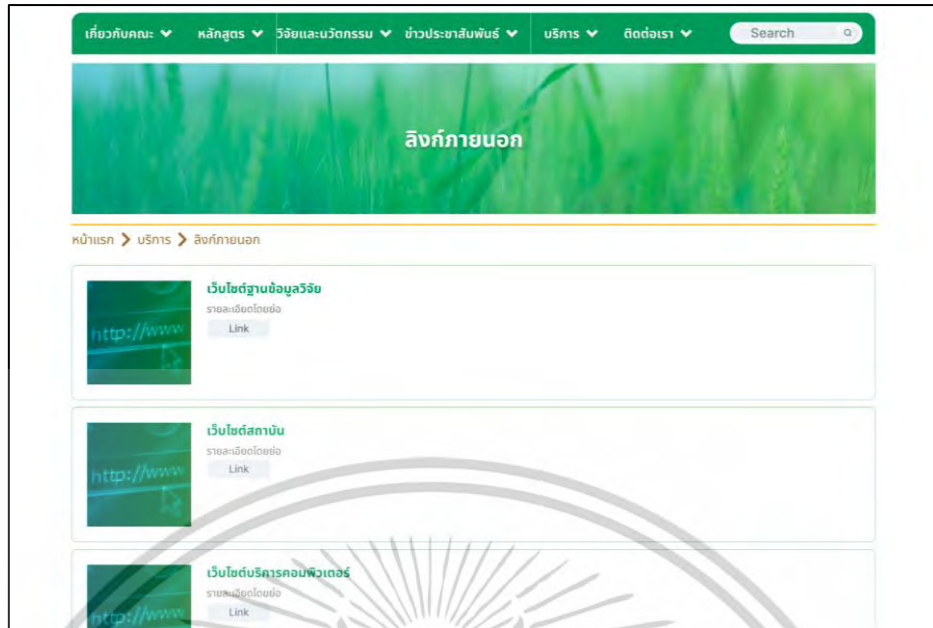 เกี่ยวกับคณะ หลักสูตร วิจัยและนวัตกรรม ข่าวประชาสัมพันธ์ บริการ ติดต่อเรา Search
ลิงก์ภายนอก
หน้าแรก บริการ ลิงก์ภายนอก
เว็บไซต์ฐานข้อมูลวิจัย
รายละเอียดโดยย่อ
http://www
Link
เว็บไซต์สถาบัน
รายละเอียดโดยย่อ
http://www
Link
เว็บไซต์บริการคอมพิวเตอร์
รายละเอียดโดยย่อ
http://www
Link